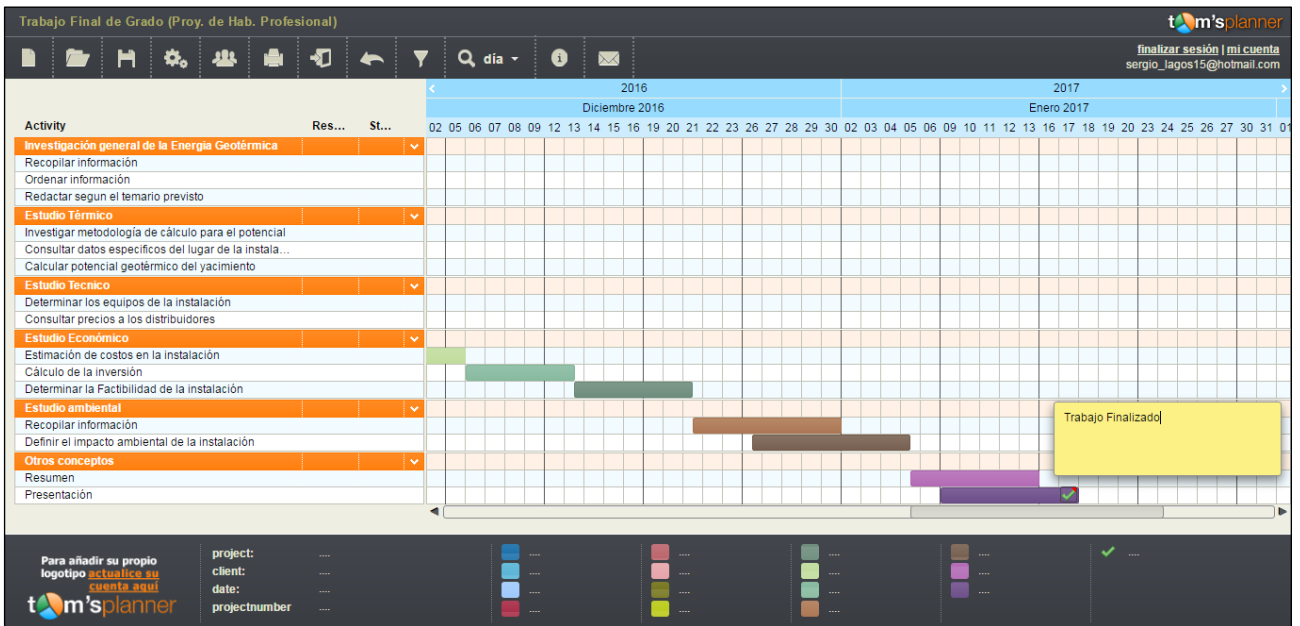 Trabajo Final de Grado (Proy. de Hab. Profesional)
tom'splanner
día
finalizar sesión | mi cuenta
sergio_lagos15@hotmail.com
2016 2017
Diciembre 2016 Enero 2017
Activity Res... St... 02 05 06 07 08 09 12 13 14 15 16 19 20 21 22 23 26 27 28 29 30 02 03 04 05 06 09 10 11 12 13 16 17 18 19 20 23 24 25 26 27 30 31 01
Investigación general de la Energia Geotérmica
Recopilar información
Ordenar información
Redactar segun el temario previsto
Estudio Térmico
Investigar metodología de cálculo para el potencial
Consultar datos especificos del lugar de la instala...
Calcular potencial geotérmico del yacimiento
Estudio Tecnico
Determinar los equipos de la instalación
Consultar precios a los distribuidores
Estudio Económico
Estimación de costos en la instalación
Cálculo de la inversión
Determinar la Factibilidad de la instalación
Estudio ambiental
Recopilar información
Trabajo Finalizado
Definir el impacto ambiental de la instalación
Otros conceptos
Resumen
Presentación
Para añadir su propio
logotipo actualice su
cuenta aquí
tom'splanner
project: ....
client: ....
date: ....
projectnumber ....
.... .... .... .... ....
.... .... .... ....
.... .... .... ....
.... .... ....